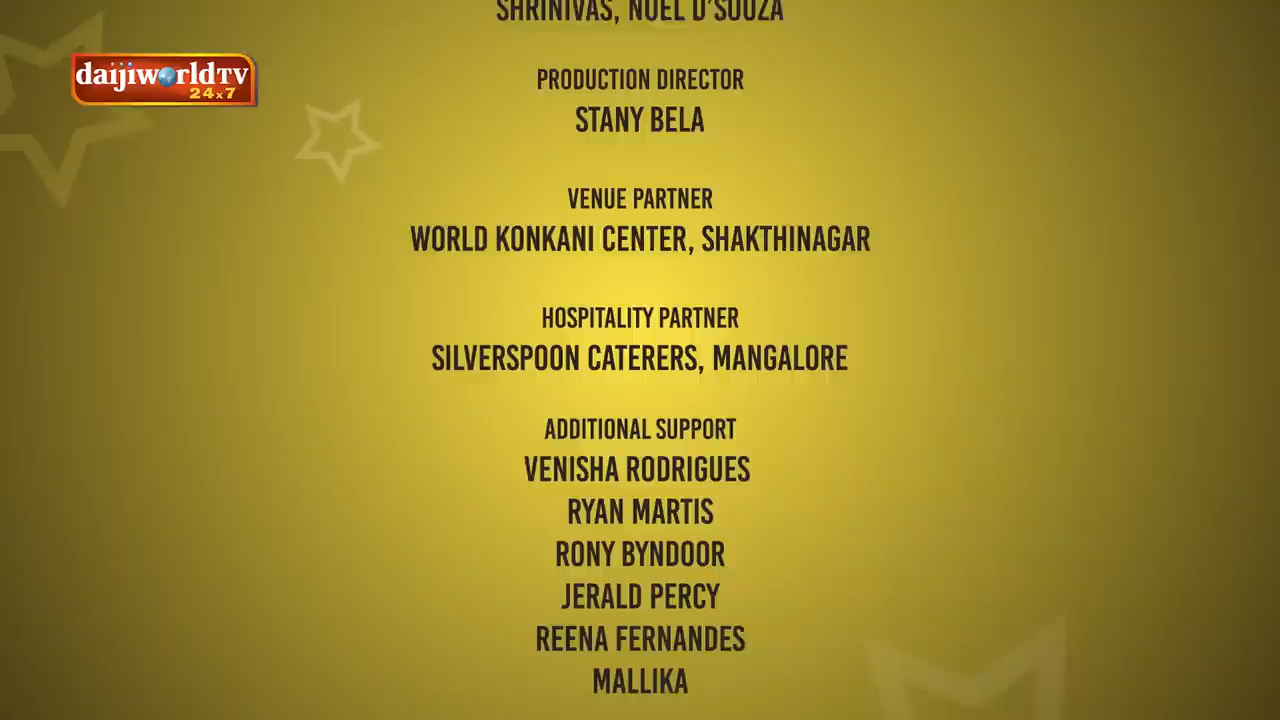 SHRINIVAS, NOEL D'SOUZA
daijiworldTV
24x7
PRODUCTION DIRECTOR
STANY BELA
VENUE PARTNER
WORLD KONKANI CENTER, SHAKTHINAGAR
HOSPITALITY PARTNER
SILVERSPOON CATERERS, MANGALORE
ADDITIONAL SUPPORT
VENISHA RODRIGUES
RYAN MARTIS
RONY BYNDOOR
JERALD PERCY
REENA FERNANDES
MALLIKA